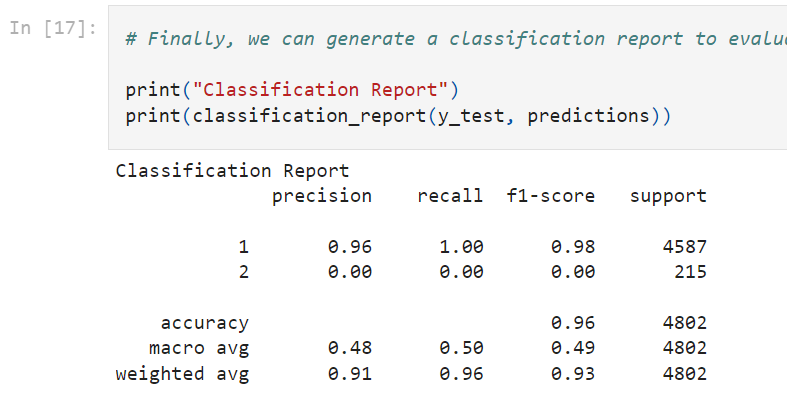 In [17]:
# Finally, we can generate a classification report to
print("Classification Report")
print(classification_report(y_test, predictions))
Classification Report
precision recall f1-score support
1 0.96 1.00 0.98 4587
2 0.00 0.00 0.00 215
accuracy 0.96 4802
macro avg 0.48 0.50 0.49 4802
weighted avg 0.91 0.96 0.93 4802